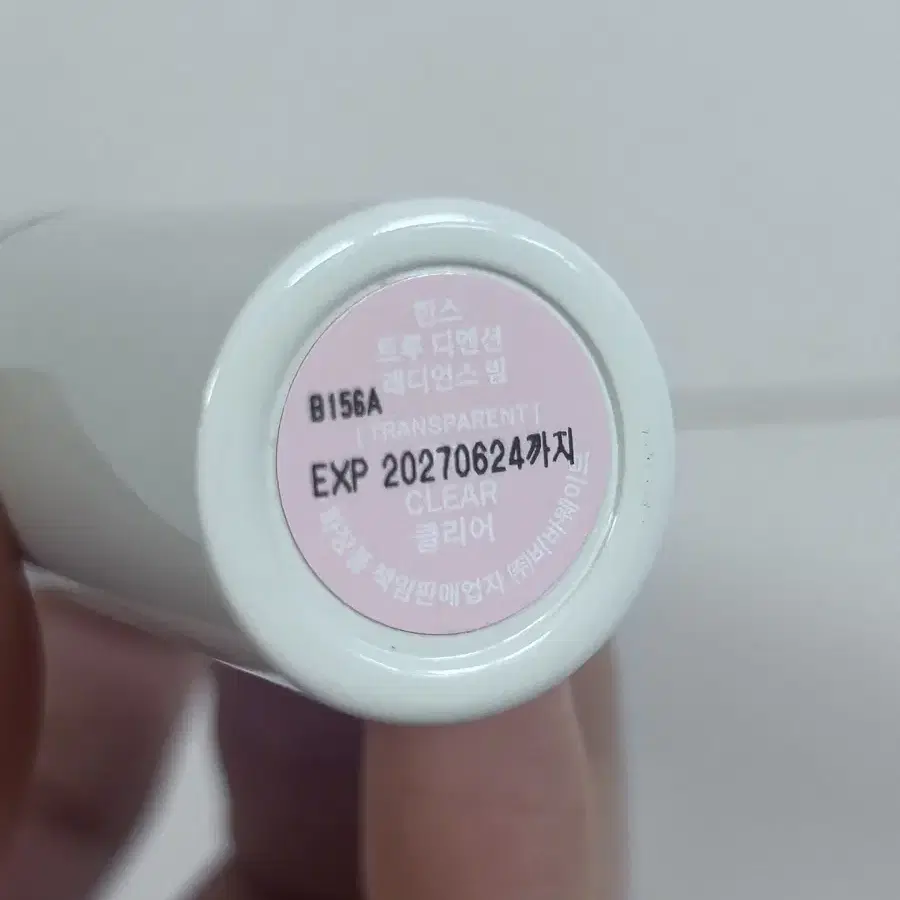 한스
트루 디멘션
래디언스 밤
B156A
[TRANSPARENT]
EXP 20270624까지
CLEAR
클리어
화장품 책임판매업자 ㈜비바웨이브